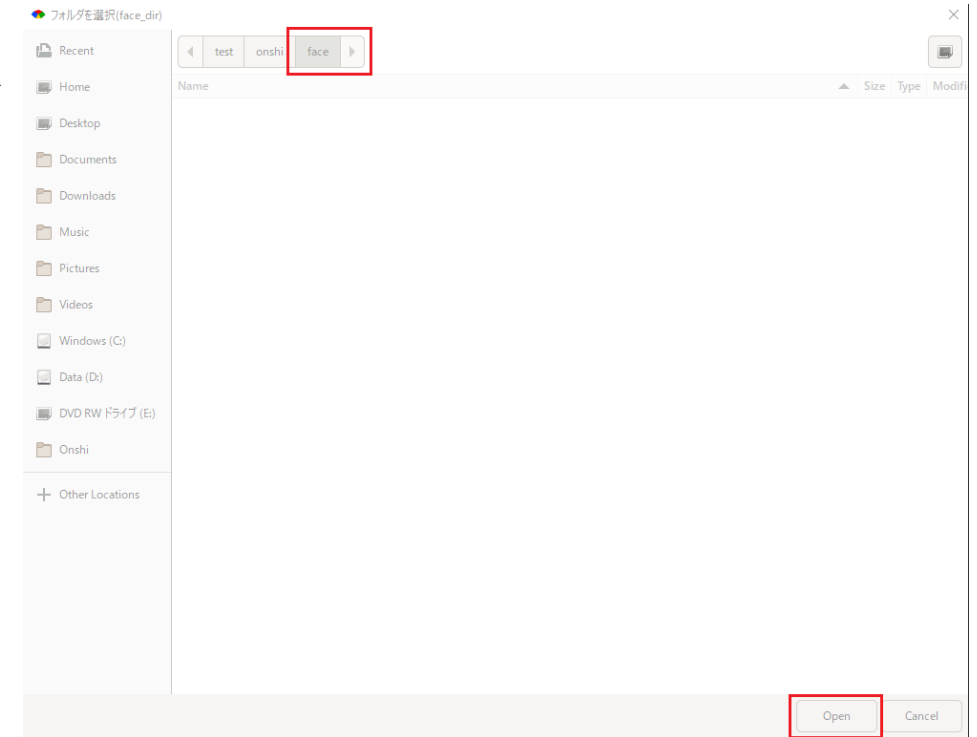 フォルダを選択(face_dir)
Recent
test onshi face
Home
Name Size Type Modifi
Desktop
Documents
Downloads
Music
Pictures
Videos
Windows (C:)
Data (D:)
DVD RW ドライブ (E:)
Onshi
Other Locations
Open Cancel